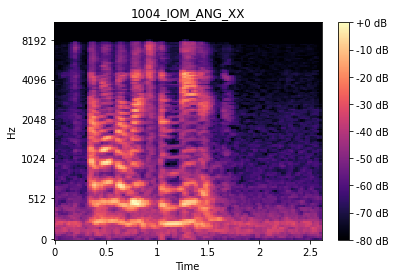 1004_IOM_ANG_XX
Hz
8192
4096
2048
1024
512
0
0 0.5 1 1.5 2 2.5
Time
+0 dB
-10 dB
-20 dB
-30 dB
-40 dB
-50 dB
-60 dB
-70 dB
-80 dB